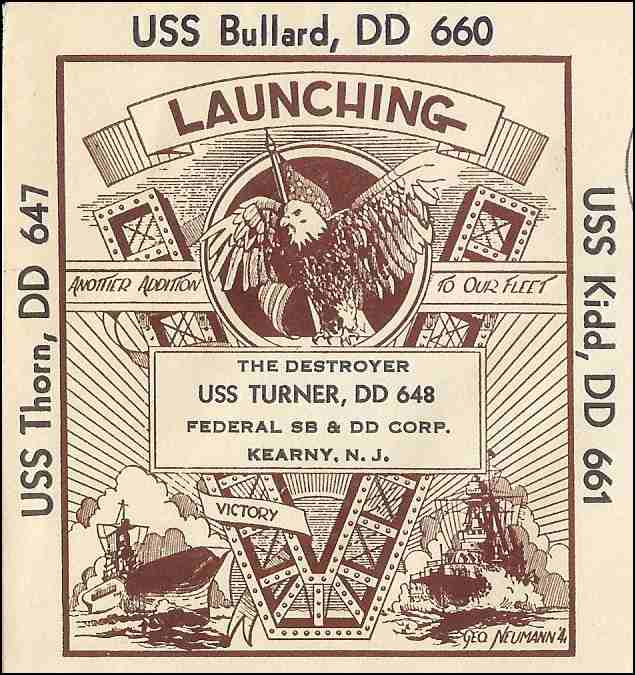 USS Bullard, DD 660
LAUNCHING
USS Thorn, DD 647
ANOTHER ADDITION
TO OUR FLEET
USS Kidd, DD 661
THE DESTROYER
USS TURNER, DD 648
FEDERAL SB & DD CORP.
KEARNY, N. J.
VICTORY
GEO. NEUMANN